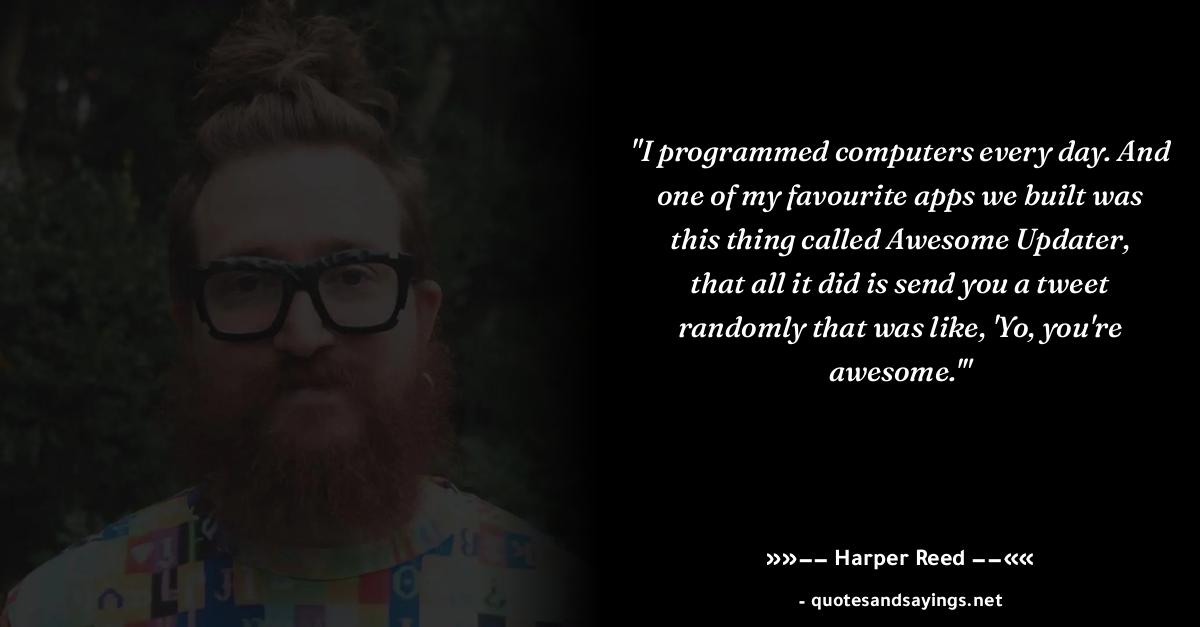 "I programmed computers every day. And
one of my favourite apps we built was
this thing called Awesome Updater,
that all it did is send you a tweet
randomly that was like, 'Yo, you're
awesome.'"
»»−− Harper Reed −−««
- quotesandsayings.net